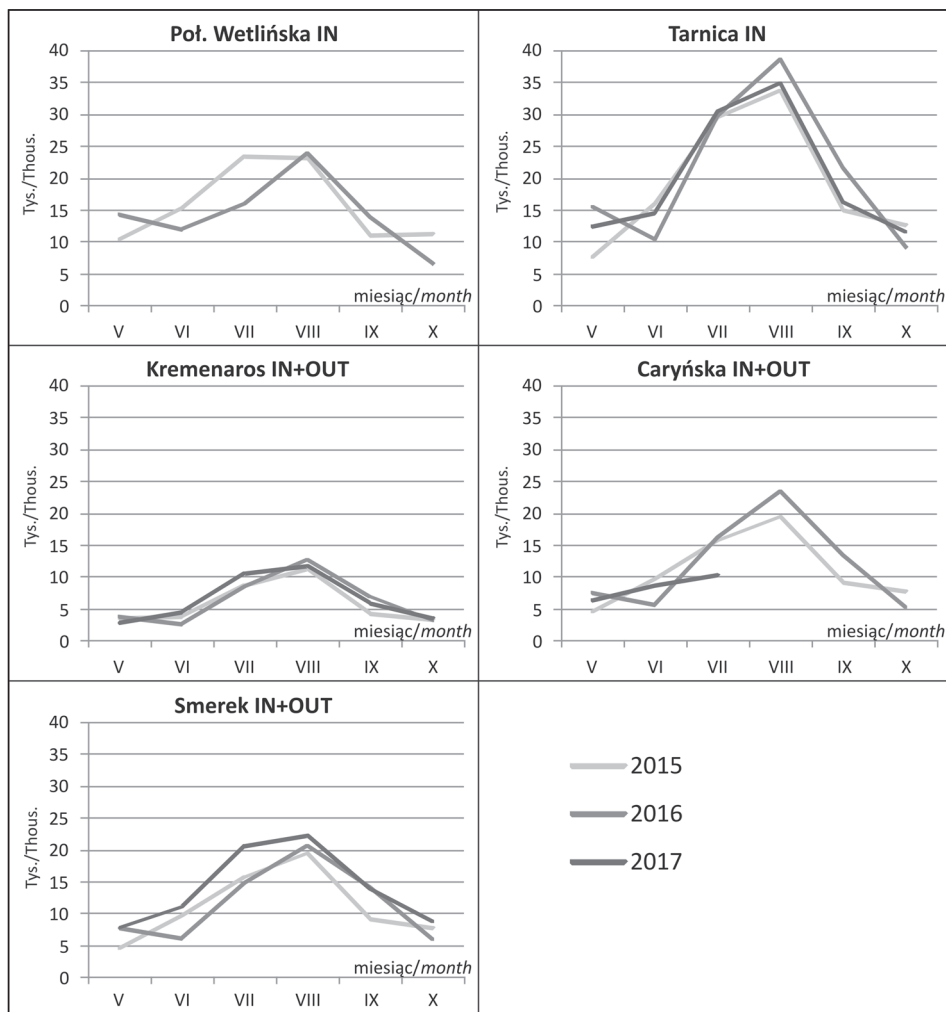 Poł. Wetlińska IN
Tys./Thous.
40
35
30
25
20
15
10
5
0
miesiąc/month
V VI VII VIII IX X
Tarnica IN
Tys./Thous.
40
35
30
25
20
15
10
5
0
miesiąc/month
V VI VII VIII IX X
Kremenaros IN+OUT
Tys./Thous.
40
35
30
25
20
15
10
5
0
miesiąc/month
V VI VII VIII IX X
Caryńska IN+OUT
Tys./Thous.
40
35
30
25
20
15
10
5
0
miesiąc/month
V VI VII VIII IX X
Smerek IN+OUT
Tys./Thous.
40
35
30
25
20
15
10
5
0
miesiąc/month
V VI VII VIII IX X
2015
2016
2017